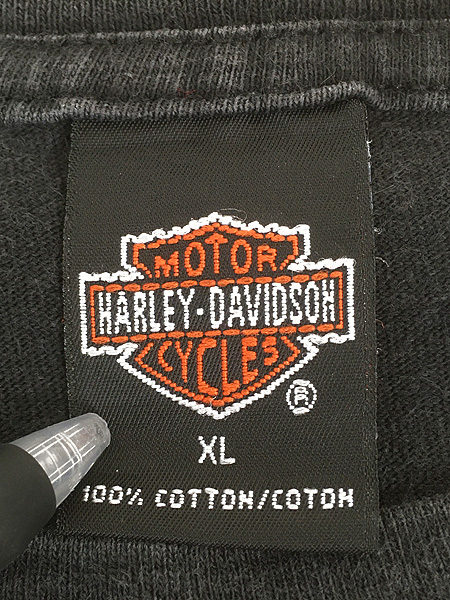 MOTOR
HARLEY-DAVIDSON
CYCLES
®
XL
100% COTTON/COTON